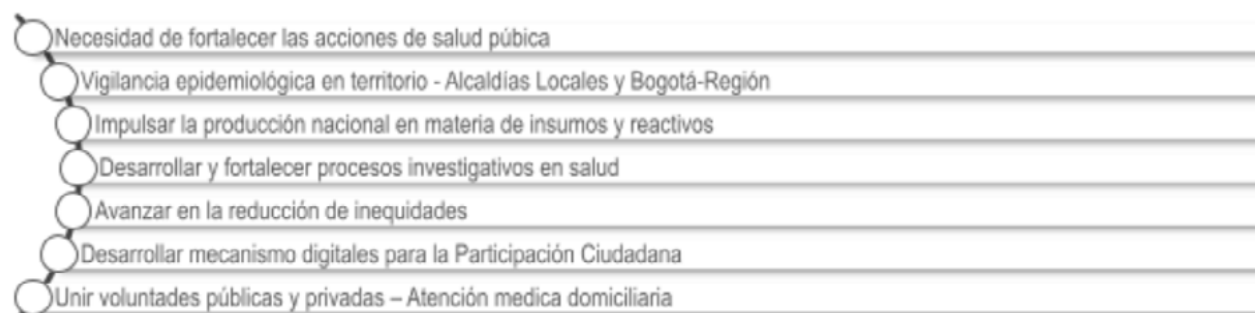 Necesidad de fortalecer las acciones de salud púbica
Vigilancia epidemiológica en territorio - Alcaldías Locales y Bogotá-Región
Impulsar la producción nacional en materia de insumos y reactivos
Desarrollar y fortalecer procesos investigativos en salud
Avanzar en la reducción de inequidades
Desarrollar mecanismo digitales para la Participación Ciudadana
Unir voluntades públicas y privadas – Atención medica domiciliaria